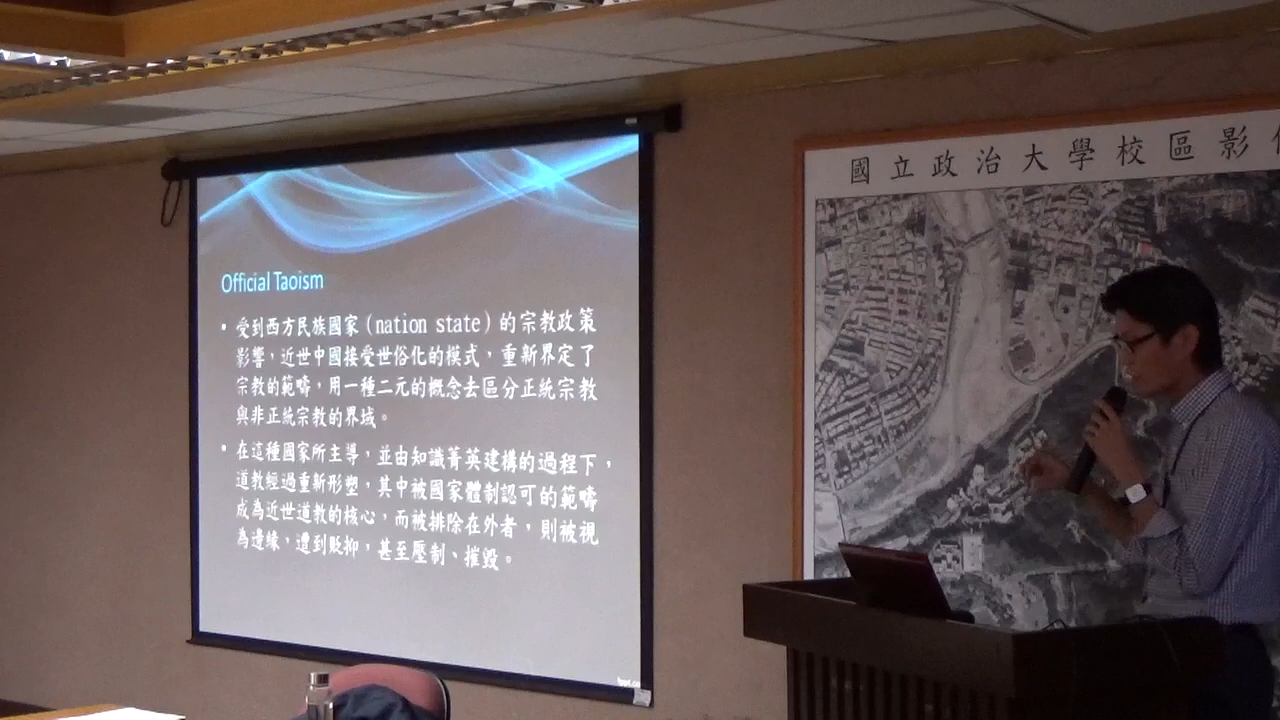 國立政治大學校區影
Official Taoism
• 受到西方民族國家(nation state)的宗教政策
影響，近世中國接受世俗化的模式，重新界定了
宗教的範疇，用一種二元的概念去區分正統宗教
與非正統宗教的界域。
• 在這種國家所主導，並由知識菁英建構的過程下，
道教經過重新形塑，其中被國家體制認可的範疇
成為近世道教的核心，而被排除在外者，則被視
為邊緣，遭到貶抑，甚至壓制、摧毀。